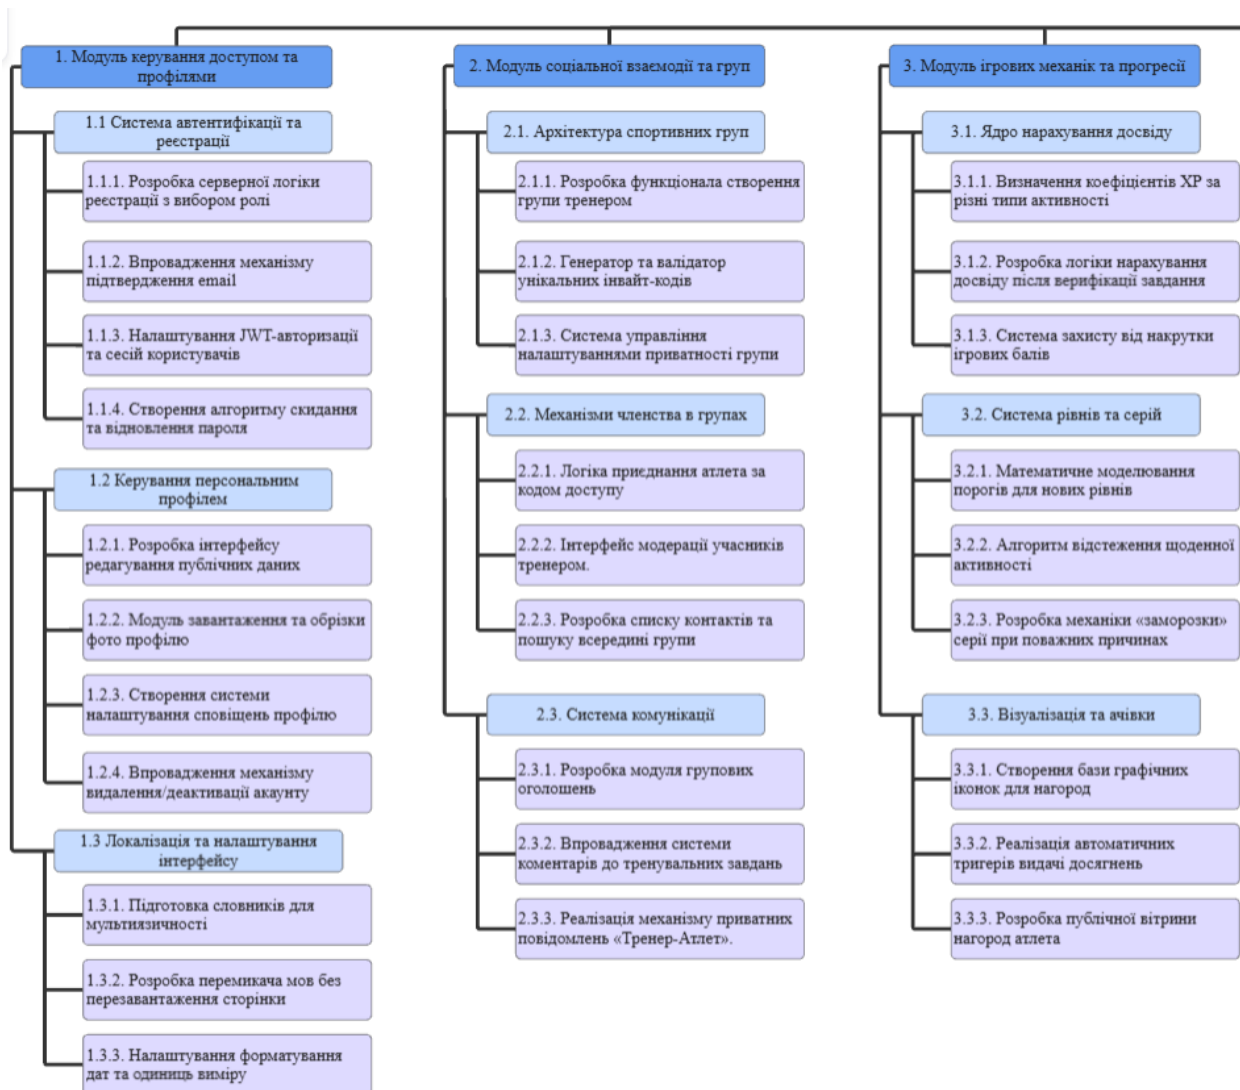 1. Модуль керування доступом та
профілями
1.1 Система автентифікації та
реєстрації
1.1.1. Розробка серверної логіки
реєстрації з вибором ролі
1.1.2. Впровадження механізму
підтвердження email
1.1.3. Налаштування JWT-авторизації
та сесій користувачів
1.1.4. Створення алгоритму скидання
та відновлення пароля
1.2 Керування персональним
профілем
1.2.1. Розробка інтерфейсу
редагування публічних даних
1.2.2. Модуль завантаження та обрізки
фото профілю
1.2.3. Створення системи
налаштування сповіщень профілю
1.2.4. Впровадження механізму
видалення/деактивації акаунту
1.3 Локалізація та налаштування
інтерфейсу
1.3.1. Підготовка словників для
мультиязичності
1.3.2. Розробка перемикача мов без
перезавантаження сторінки
1.3.3. Налаштування форматування
дат та одиниць виміру
2. Модуль соціальної взаємодії та груп
2.1. Архітектура спортивних груп
2.1.1. Розробка функціонала створення
групи тренером
2.1.2. Генератор та валідатор
унікальних інвайт-кодів
2.1.3. Система управління
налаштуваннями приватності групи
2.2. Механізми членства в групах
2.2.1. Логіка приєднання атлета за
кодом доступу
2.2.2. Інтерфейс модерації учасників
тренером.
2.2.3. Розробка списку контактів та
пошуку всередині групи
2.3. Система комунікації
2.3.1. Розробка модуля групових
оголошень
2.3.2. Впровадження системи
коментарів до тренувальних завдань
2.3.3. Реалізація механізму приватних
повідомлень «Тренер-Атлет».
3. Модуль ігрових механік та прогресії
3.1. Ядро нарахування досвіду
3.1.1. Визначення коефіцієнтів XP за
різні типи активності
3.1.2. Розробка логіки нарахування
досвіду після верифікації завдання
3.1.3. Система захисту від накрутки
ігрових балів
3.2. Система рівнів та серій
3.2.1. Математичне моделювання
порогів для нових рівнів
3.2.2. Алгоритм відстеження щоденної
активності
3.2.3. Розробка механіки «заморозки»
серії при поважних причинах
3.3. Візуалізація та ачівки
3.3.1. Створення бази графічних
іконок для нагород
3.3.2. Реалізація автоматичних
тригерів видачі досягнень
3.3.3. Розробка публічної вітрини
нагород атлета